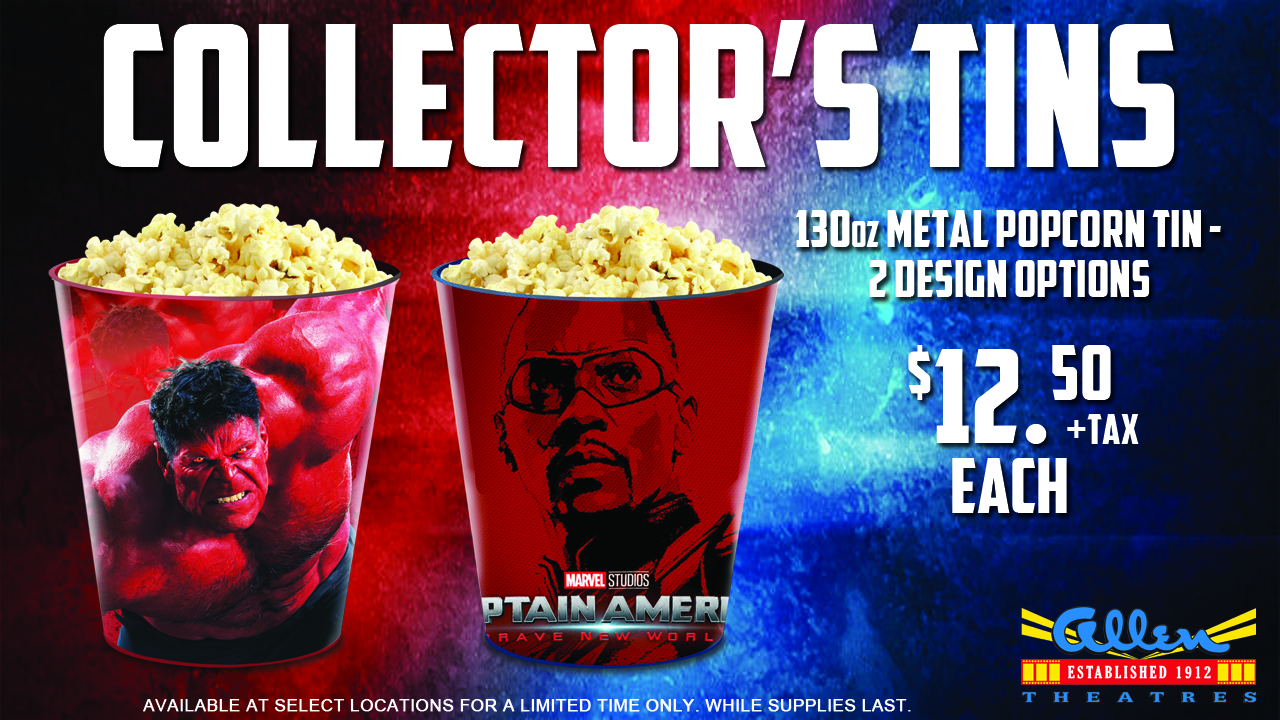 COLLECTOR'S TINS
130oz METAL POPCORN TIN -
2 DESIGN OPTIONS
$12.50
+TAX
EACH
MARVEL STUDIOS
PTAIN AMERI
RAVE NEW WORL
Allen
ESTABLISHED 1912
THEATRES
AVAILABLE AT SELECT LOCATIONS FOR A LIMITED TIME ONLY. WHILE SUPPLIES LAST.